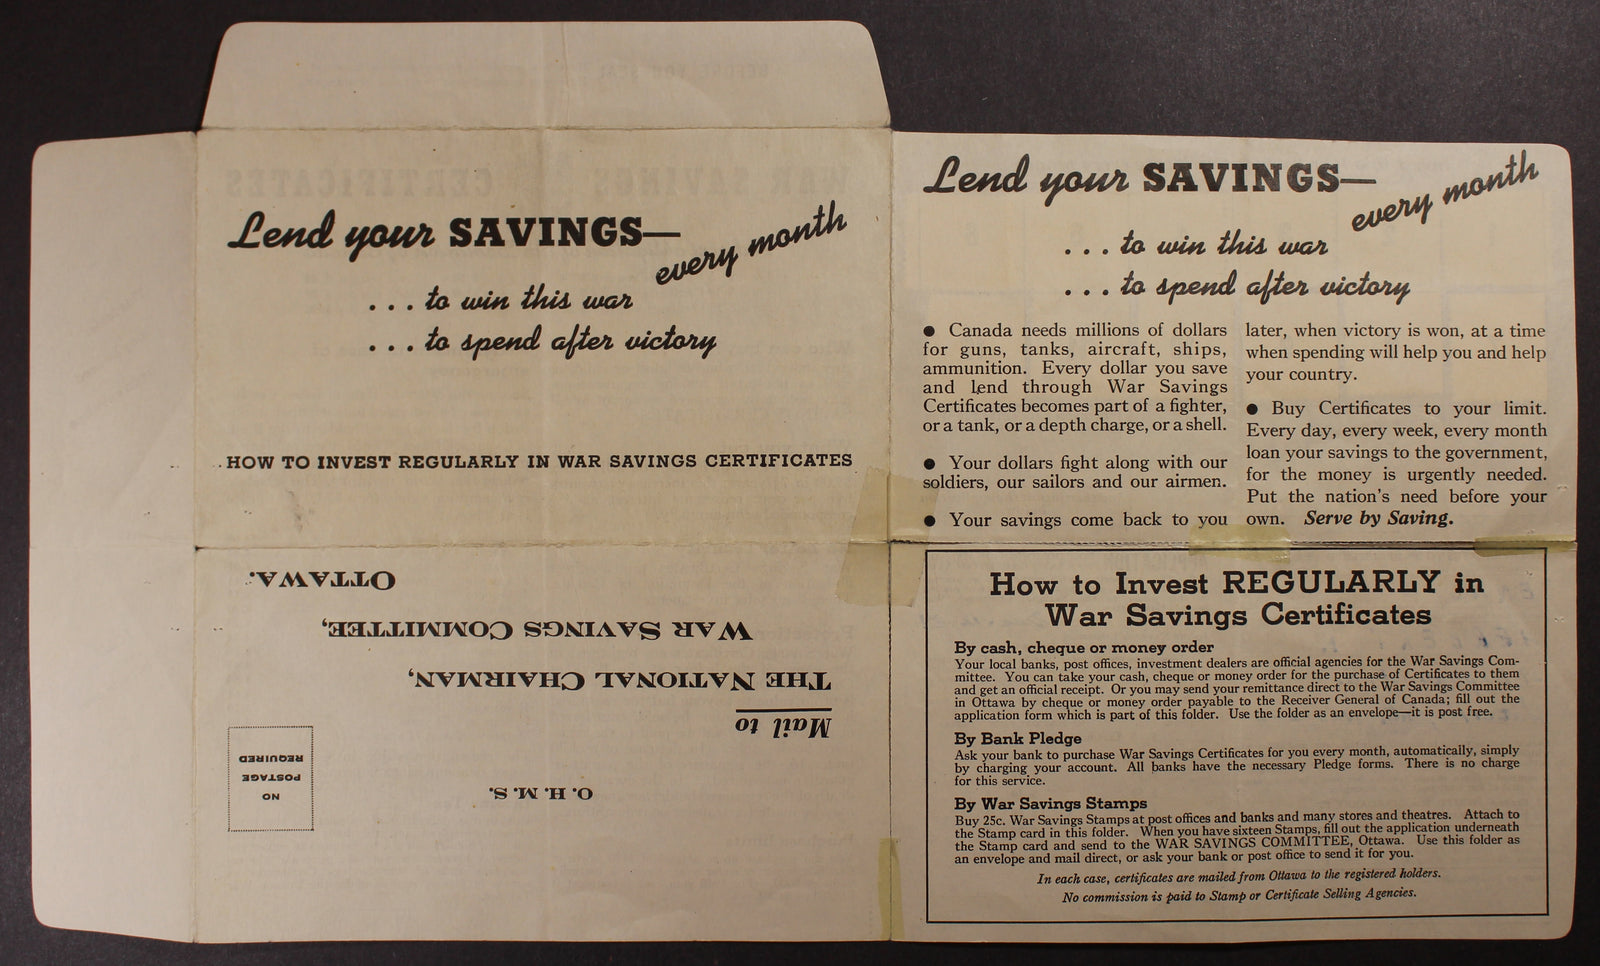 Lend your SAVINGS—
every month
. . . to win this war
. . . to spend after victory
HOW TO INVEST REGULARLY IN WAR SAVINGS CERTIFICATES
O. H. M. S.
NO
POSTAGE
REQUIRED
Mail to
THE NATIONAL CHAIRMAN,
WAR SAVINGS COMMITTEE,
OTTAWA.
Lend your SAVINGS—
every month
. . . to win this war
. . . to spend after victory
● Canada needs millions of dollars
for guns, tanks, aircraft, ships,
ammunition. Every dollar you save
and lend through War Savings
Certificates becomes part of a fighter,
or a tank, or a depth charge, or a shell.
● Your dollars fight along with our
soldiers, our sailors and our airmen.
● Your savings come back to you
later, when victory is won, at a time
when spending will help you and help
your country.
● Buy Certificates to your limit.
Every day, every week, every month
loan your savings to the government,
for the money is urgently needed.
Put the nation's need before your
own. Serve by Saving.
How to Invest REGULARLY in
War Savings Certificates
By cash, cheque or money order
Your local banks, post offices, investment dealers are official agencies for the War Savings Com-
mittee. You can take your cash, cheque or money order for the purchase of Certificates to them
and get an official receipt. Or you may send your remittance direct to the War Savings Committee
in Ottawa by cheque or money order payable to the Receiver General of Canada; fill out the
application form which is part of this folder. Use the folder as an envelope—it is post free.
By Bank Pledge
Ask your bank to purchase War Savings Certificates for you every month, automatically, simply
by charging your account. All banks have the necessary Pledge forms. There is no charge
for this service.
By War Savings Stamps
Buy 25c. War Savings Stamps at post offices and banks and many stores and theatres. Attach to
the Stamp card in this folder. When you have sixteen Stamps, fill out the application underneath
the Stamp card and send to the WAR SAVINGS COMMITTEE, Ottawa. Use this folder as
an envelope and mail direct, or ask your bank or post office to send it for you.
In each case, certificates are mailed from Ottawa to the registered holders.
No commission is paid to Stamp or Certificate Selling Agencies.